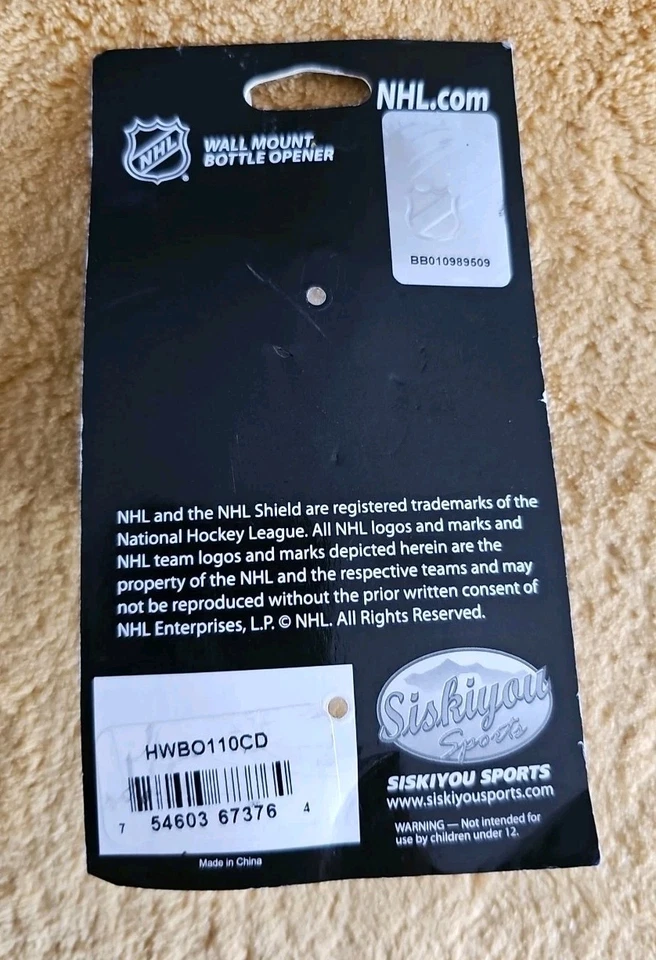 NHL.com
NHL
WALL MOUNT
BOTTLE OPENER
BB010989509
NHL and the NHL Shield are registered trademarks of the
National Hockey League. All NHL logos and marks and
NHL team logos and marks depicted herein are the
property of the NHL and the respective teams and may
not be reproduced without the prior written consent of
NHL Enterprises, L.P. © NHL. All Rights Reserved.
HWBO110CD
7 54603 67376 4
Made in China
Siskiyou
Sports
SISKIYOU SPORTS
www.siskiyousports.com
WARNING — Not intended for
use by children under 12.